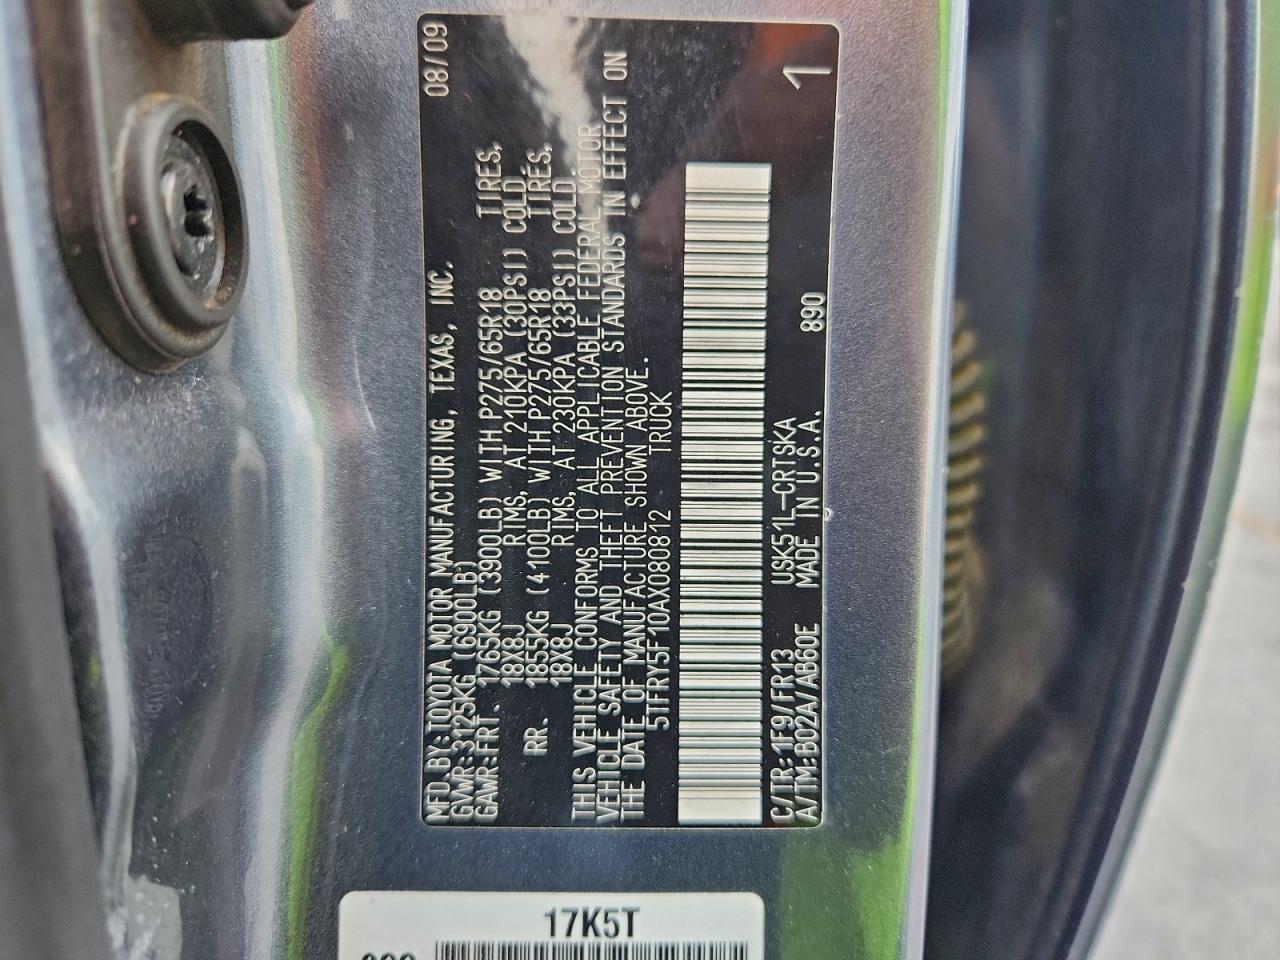 MFD BY:TOYOTA MOTOR MANUFACTURING, TEXAS, INC. 08/09
GVWR:3125KG (6900LB)
GAWR:FRT. 1765KG (3900LB) WITH P275/65R18 TIRES,
18X8J RIMS, AT 210KPA (30PSI) COLD
RR. 1855KG (4100LB) WITH P275/65R18 TIRES,
18X8J RIMS, AT 230KPA (33PSI) COLD.
THIS VEHICLE CONFORMS TO ALL APPLICABLE FEDERAL MOTOR
VEHICLE SAFETY AND THEFT PREVENTION STANDARDS IN EFFECT ON
THE DATE OF MANUFACTURE SHOWN ABOVE.
5TFRY5F10AX080812 TRUCK
C/TR:1F9/FR13 USK51L-CRTSKA
A/TM:B02A/AB60E MADE IN U.S.A. 890 1
17K5T